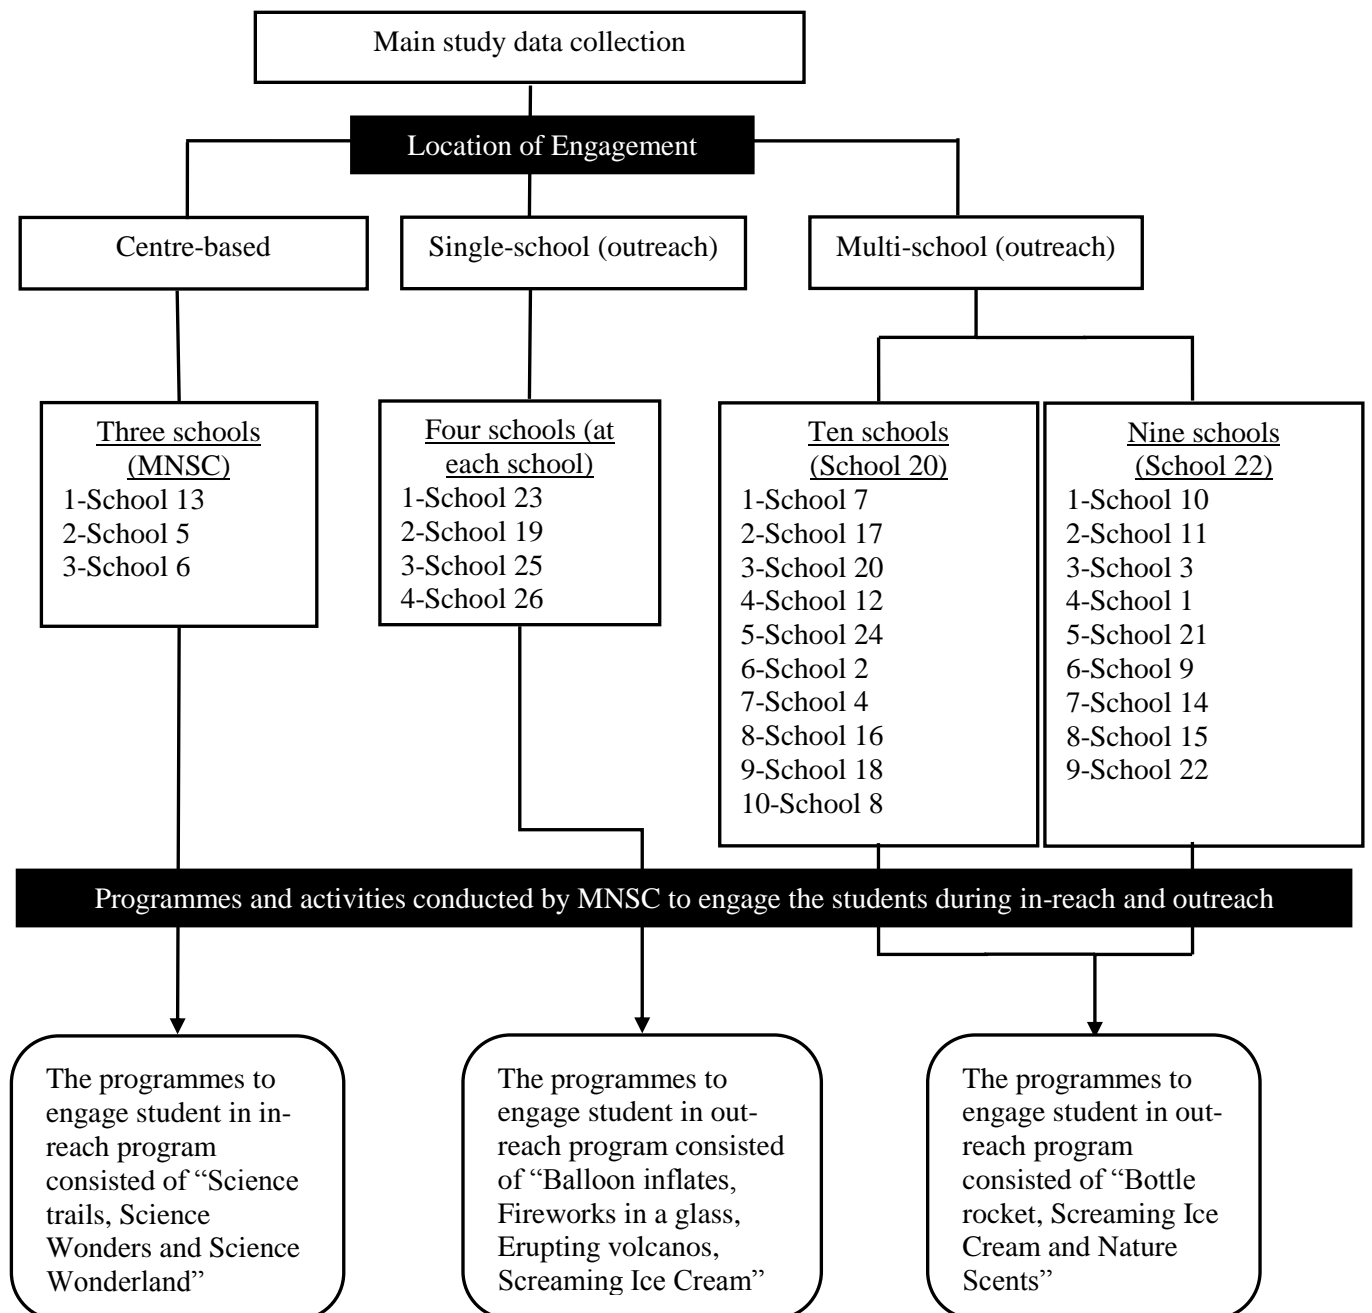 Main study data collection
Location of Engagement
Centre-based
Single-school (outreach)
Multi-school (outreach)
Three schools
(MNSC)
1-School 13
2-School 5
3-School 6
Four schools (at
each school)
1-School 23
2-School 19
3-School 25
4-School 26
Ten schools
(School 20)
1-School 7
2-School 17
3-School 20
4-School 12
5-School 24
6-School 2
7-School 4
8-School 16
9-School 18
10-School 8
Nine schools
(School 22)
1-School 10
2-School 11
3-School 3
4-School 1
5-School 21
6-School 9
7-School 14
8-School 15
9-School 22
Programmes and activities conducted by MNSC to engage the students during in-reach and outreach
The programmes to
engage student in in-
reach program
consisted of “Science
trails, Science
Wonders and Science
Wonderland”
The programmes to
engage student in out-
reach program consisted
of “Balloon inflates,
Fireworks in a glass,
Erupting volcanos,
Screaming Ice Cream”
The programmes to
engage student in out-
reach program
consisted of “Bottle
rocket, Screaming Ice
Cream and Nature
Scents”